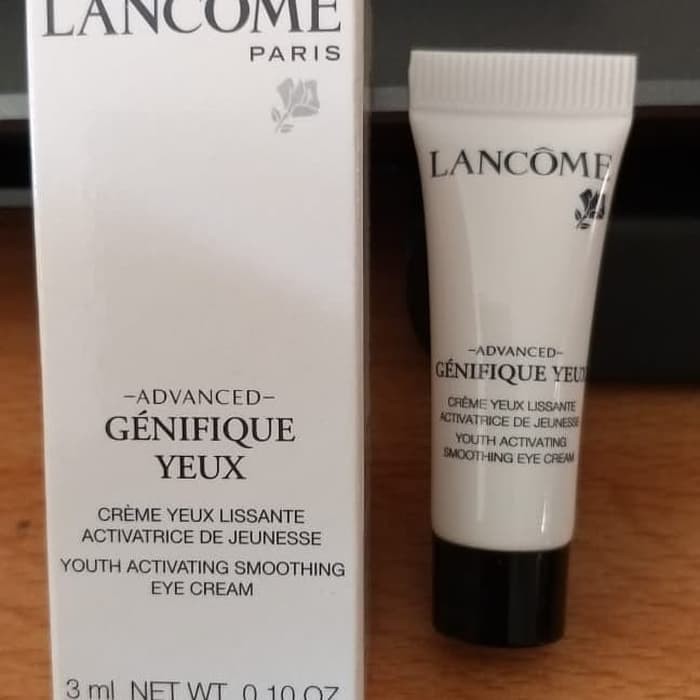 LANCÔME
PARIS
-ADVANCED-
GÉNIFIQUE
YEUX
CRÈME YEUX LISSANTE
ACTIVATRICE DE JEUNESSE
YOUTH ACTIVATING SMOOTHING
EYE CREAM
3 ml NET WT. 0.10 OZ
LANCÔME
-ADVANCED-
GÉNIFIQUE YEUX
CRÈME YEUX LISSANTE
ACTIVATRICE DE JEUNESSE
YOUTH ACTIVATING
SMOOTHING EYE CREAM